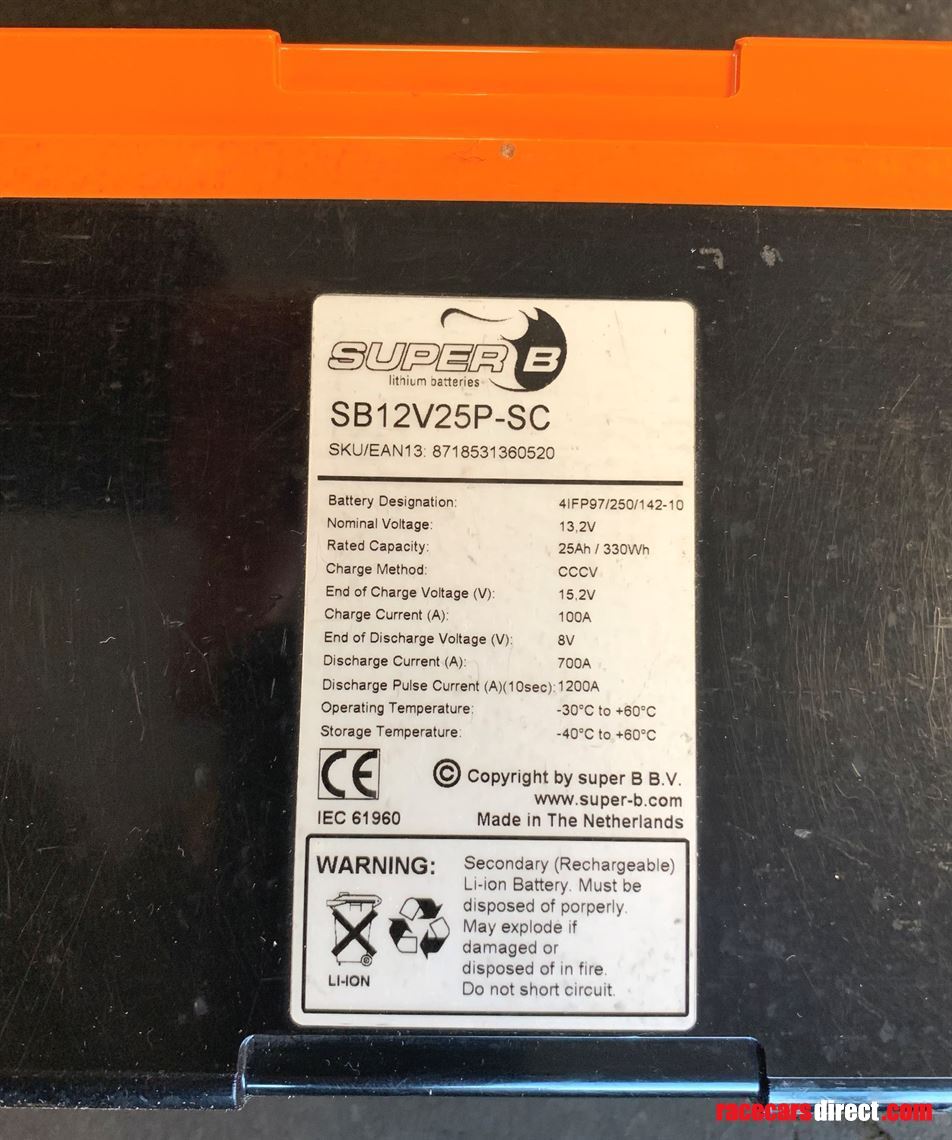 SUPER B
lithium batteries
SB12V25P-SC
SKU/EAN13: 8718531360520
Battery Designation: 4IFP97/250/142-10
Nominal Voltage: 13,2V
Rated Capacity: 25Ah / 330Wh
Charge Method: CCCV
End of Charge Voltage (V): 15,2V
Charge Current (A): 100A
End of Discharge Voltage (V): 8V
Discharge Current (A): 700A
Discharge Pulse Current (A)(10sec): 1200A
Operating Temperature: -30°C to +60°C
Storage Temperature: -40°C to +60°C
CE © Copyright by super B B.V.
www.super-b.com
IEC 61960 Made in The Netherlands
WARNING: Secondary (Rechargeable)
Li-ion Battery. Must be
disposed of porperly.
May explode if
damaged or
disposed of in fire.
Do not short circuit.
LI-ION
racecarsdirect.com